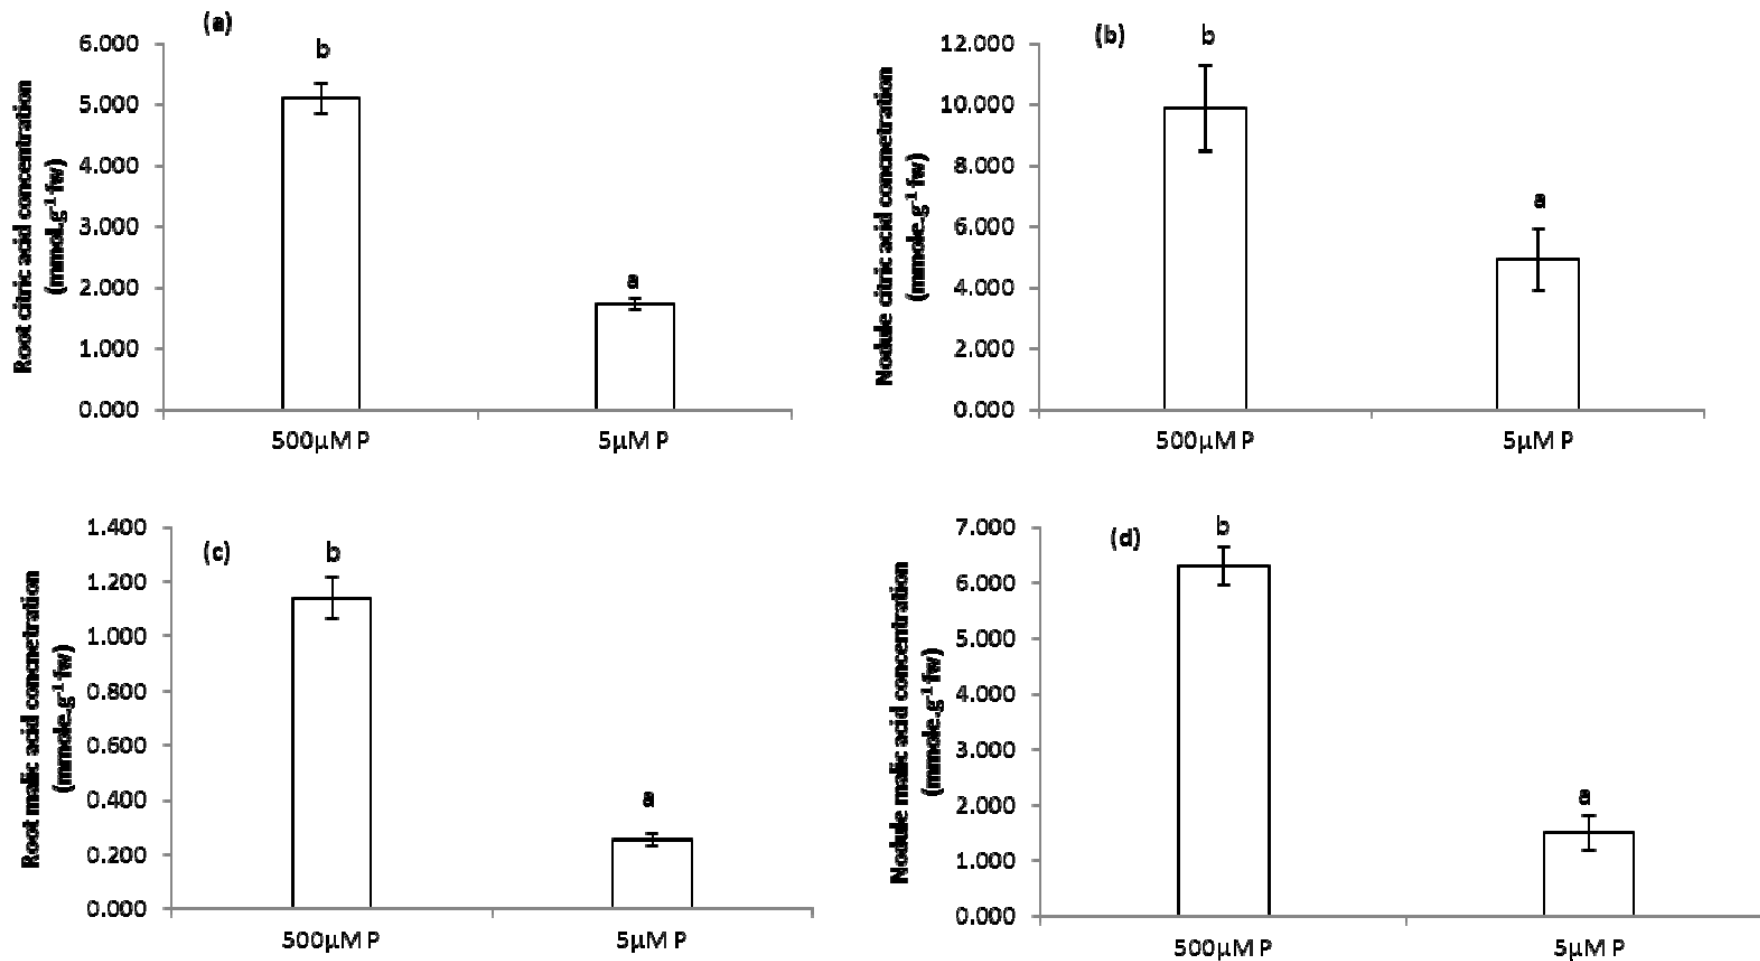 (a)
b
a
6.000
5.000
4.000
3.000
2.000
1.000
0.000
Root citric acid concentration
(mmol.g-1 fw)
500µM P 5µM P
(b)
b
a
12.000
10.000
8.000
6.000
4.000
2.000
0.000
Nodule citric acid concnetration
(mmole.g-1 fw)
500µM P 5µM P
(c)
b
a
1.400
1.200
1.000
0.800
0.600
0.400
0.200
0.000
Root malic acid concnetration
(mmole.g-1 fw)
500µM P 5µM P
(d)
b
a
7.000
6.000
5.000
4.000
3.000
2.000
1.000
0.000
Nodule malic acid concentration
(mmole.g-1 fw)
500µM P 5µM P